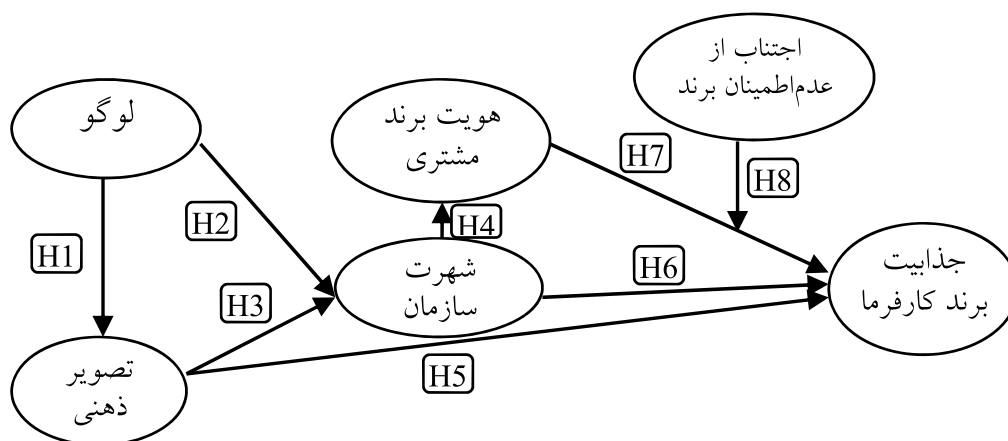 اجتناب از
عدم‌اطمینان برند
لوگو
هویت برند
مشتری
H7
H8
H2
H4
H1
شهرت
سازمان
H6
جذابیت
برند کارفرما
H3
تصویر
ذهنی
H5